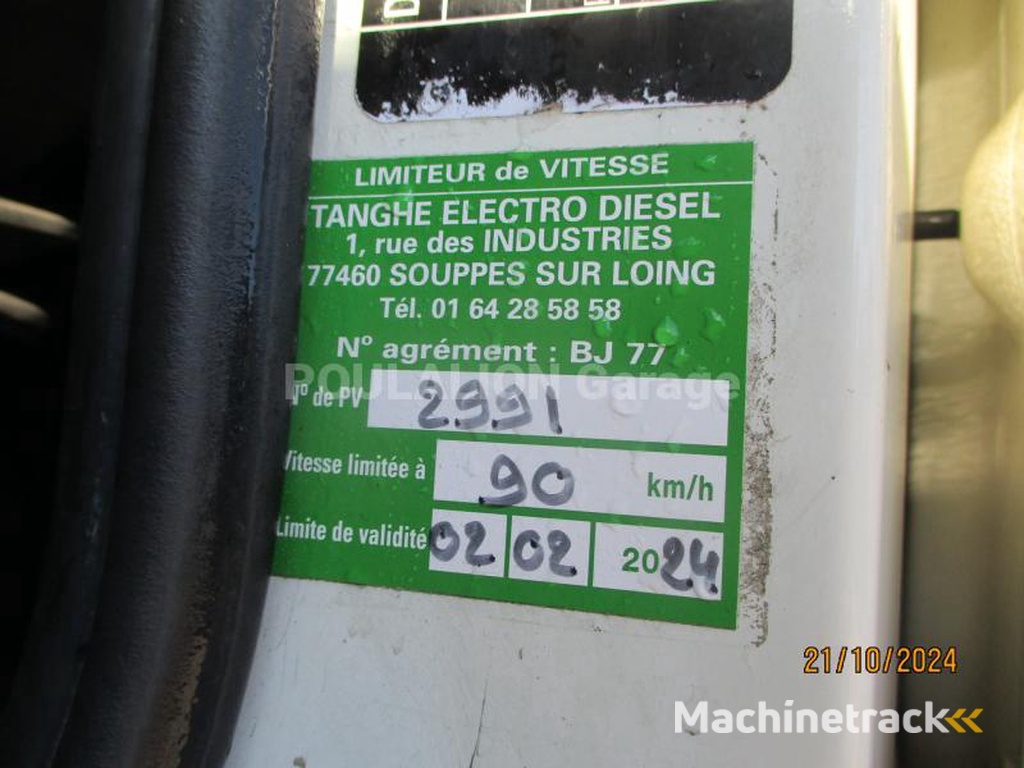 LIMITEUR de VITESSE
TANGHE ELECTRO DIESEL
1, rue des INDUSTRIES
77460 SOUPPES SUR LOING
Tél. 01 64 28 58 58
N° agrément : BJ 77
POULALION Garage
N° de PV 2991
Vitesse limitée à 90 km/h
Limite de validité 02 02 2024
21/10/2024
Machinetrack